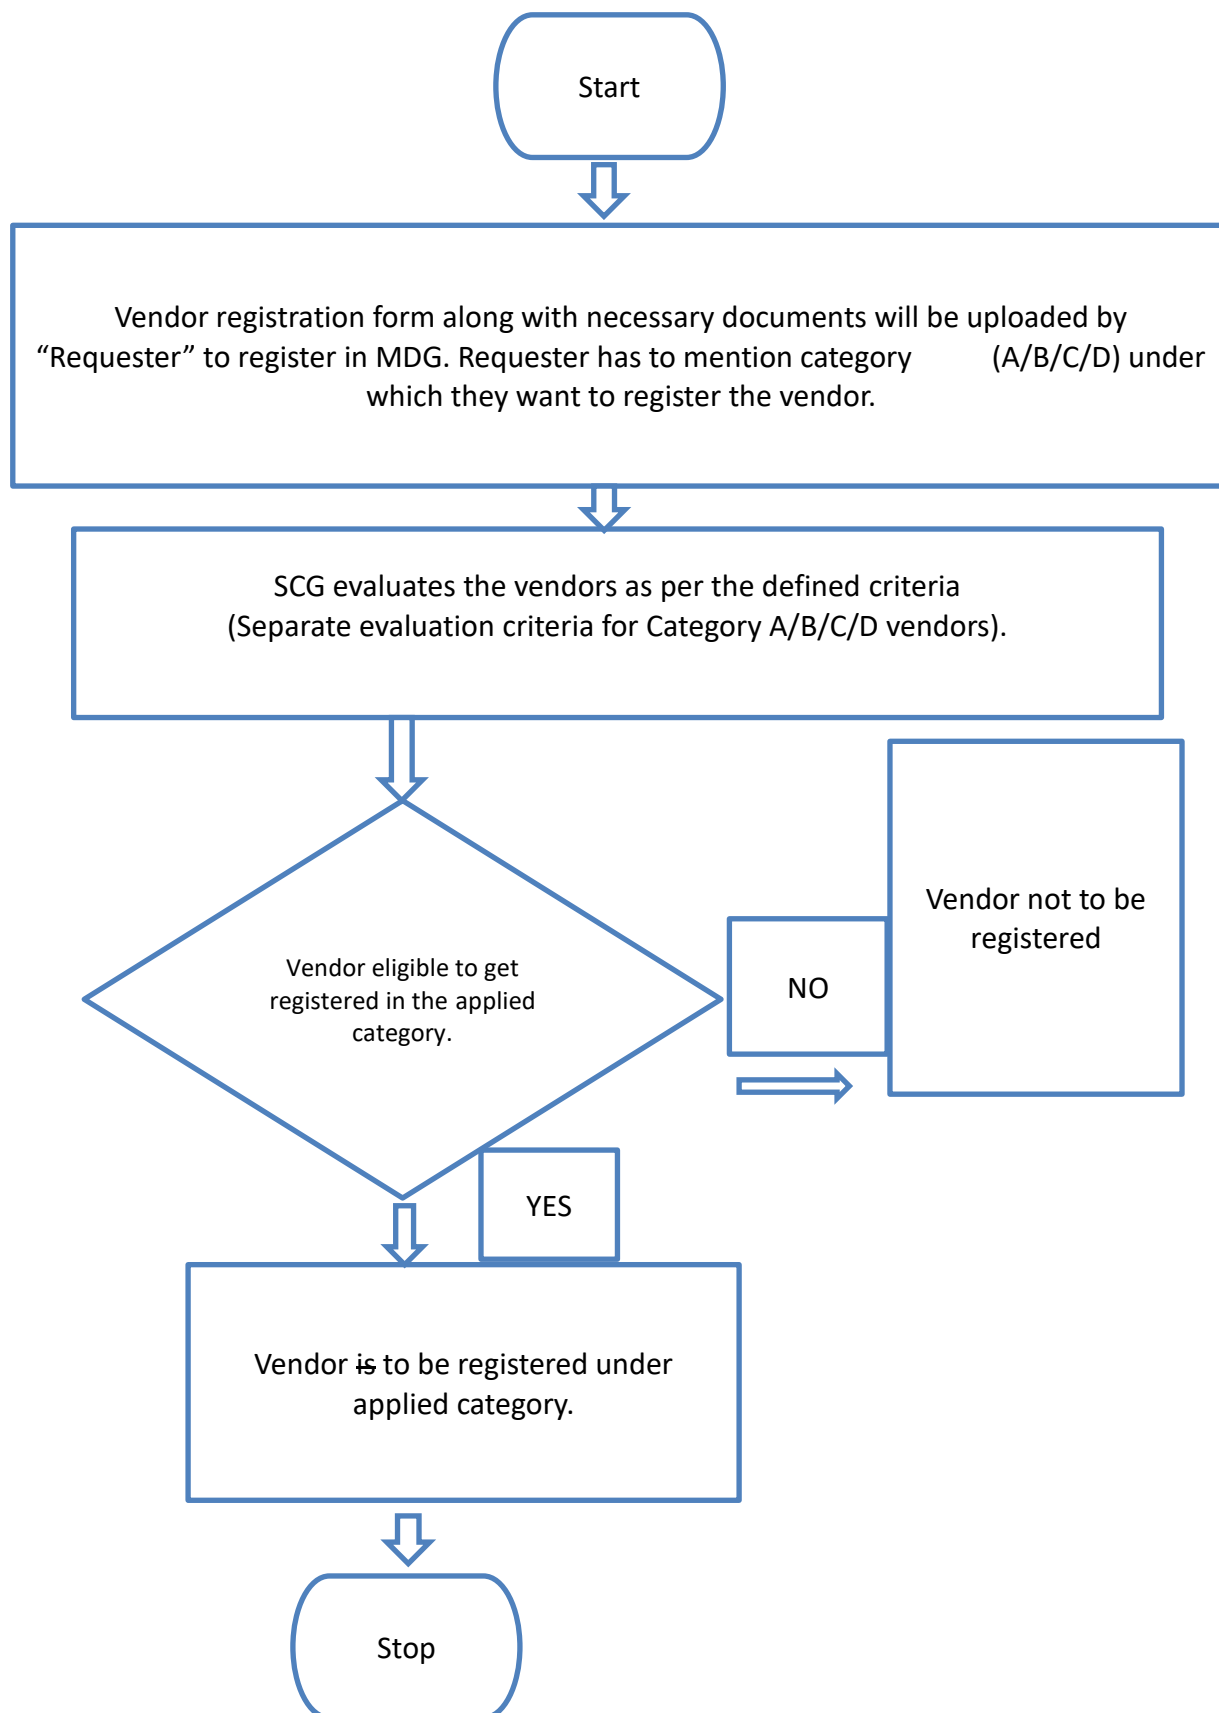 Start
Vendor registration form along with necessary documents will be uploaded by
“Requester” to register in MDG. Requester has to mention category (A/B/C/D) under
which they want to register the vendor.
SCG evaluates the vendors as per the defined criteria
(Separate evaluation criteria for Category A/B/C/D vendors).
Vendor not to be
registered
Vendor eligible to get
registered in the applied
category.
NO
YES
Vendor is to be registered under
applied category.
Stop